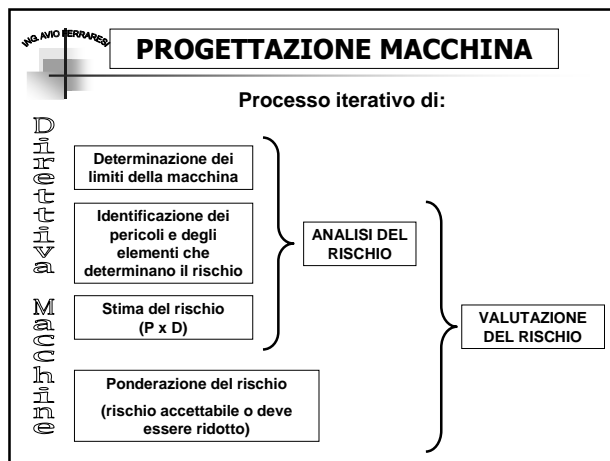 ING. AVIO FERRARESI
PROGETTAZIONE MACCHINA
Processo iterativo di:
Direttiva Macchine
Determinazione dei
limiti della macchina
Identificazione dei
pericoli e degli
elementi che
determinano il rischio
Stima del rischio
(P x D)
ANALISI DEL
RISCHIO
Ponderazione del rischio
(rischio accettabile o deve
essere ridotto)
VALUTAZIONE
DEL RISCHIO